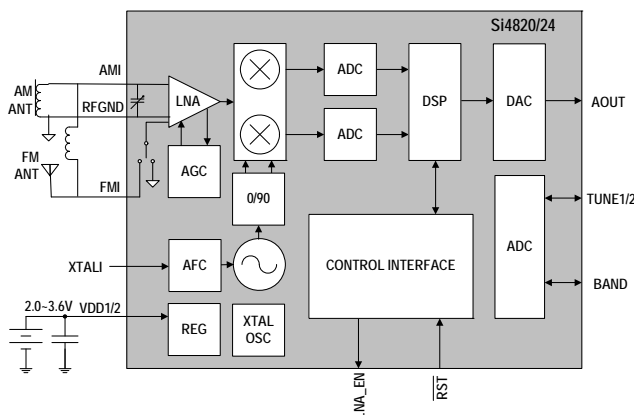 Si4820/24
AMI
AM
ANT
RFGND
LNA
ADC
DSP
DAC
AOUT
ADC
FM
ANT
AGC
FMI
0/90
ADC
TUNE1/2
BAND
XTALI
AFC
CONTROL INTERFACE
2.0~3.6V
VDD1/2
REG
XTAL
OSC
LNA_EN
RST